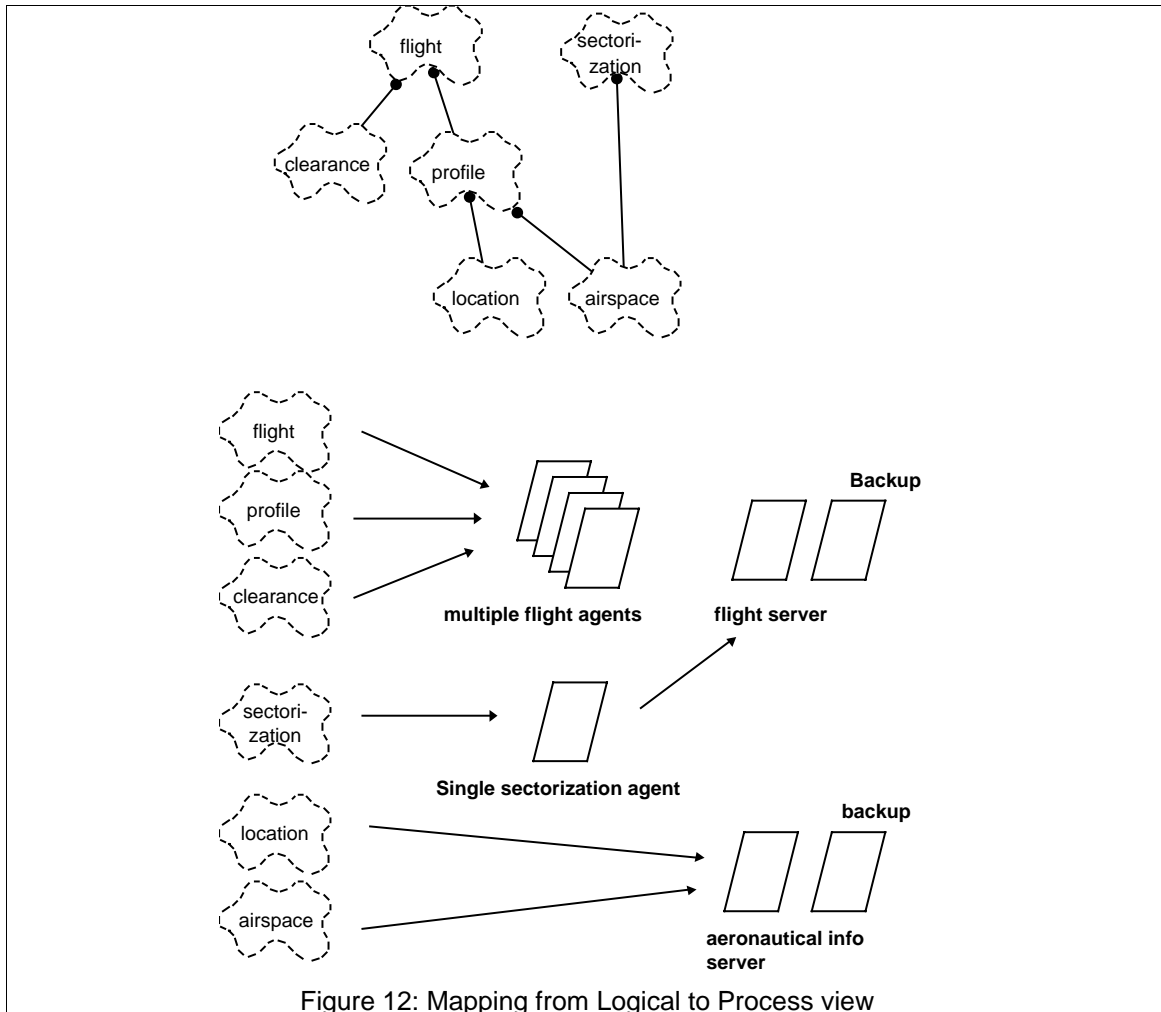 flight
sectori-
zation
clearance
profile
location
airspace
flight
profile
clearance
multiple flight agents
Backup
flight server
sectori-
zation
Single sectorization agent
location
airspace
backup
aeronautical info
server
Figure 12: Mapping from Logical to Process view